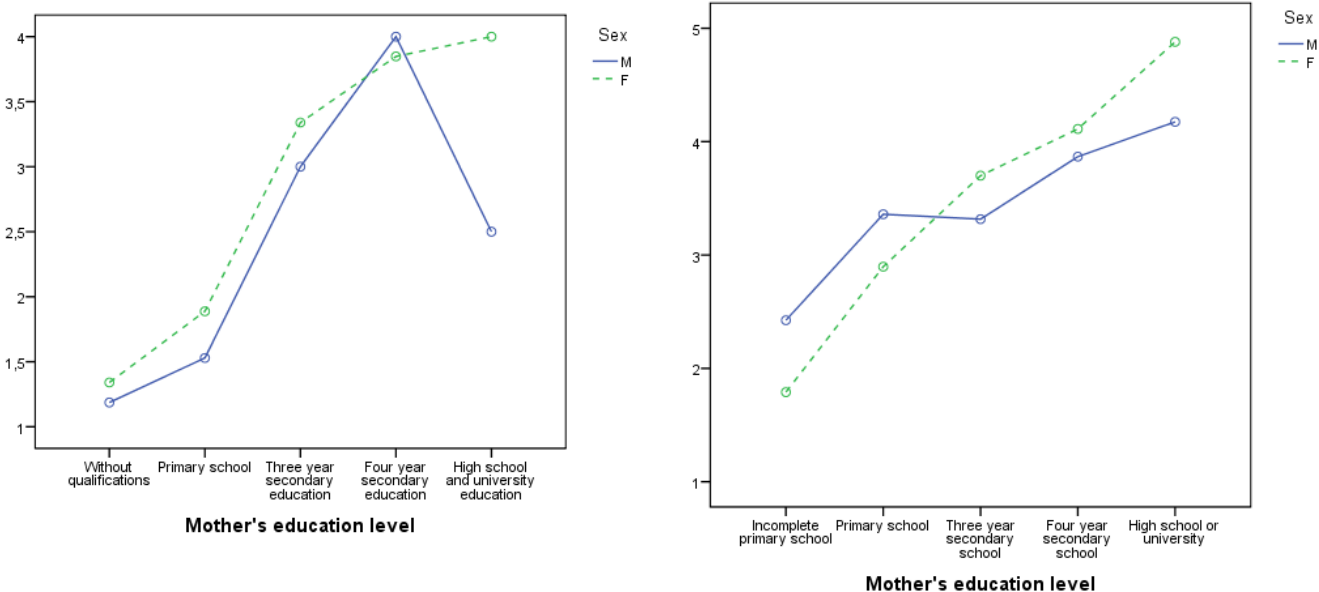 4
3,5
3
2,5
2
1,5
1
Without
qualifications
Primary school
Three year
secondary
education
Four year
secondary
education
High school
and university
education
Mother's education level
Sex
M
F
5
4
3
2
1
Incomplete
primary school
Primary school
Three year
secondary
school
Four year
secondary
school
High school or
university
Mother's education level
Sex
M
F